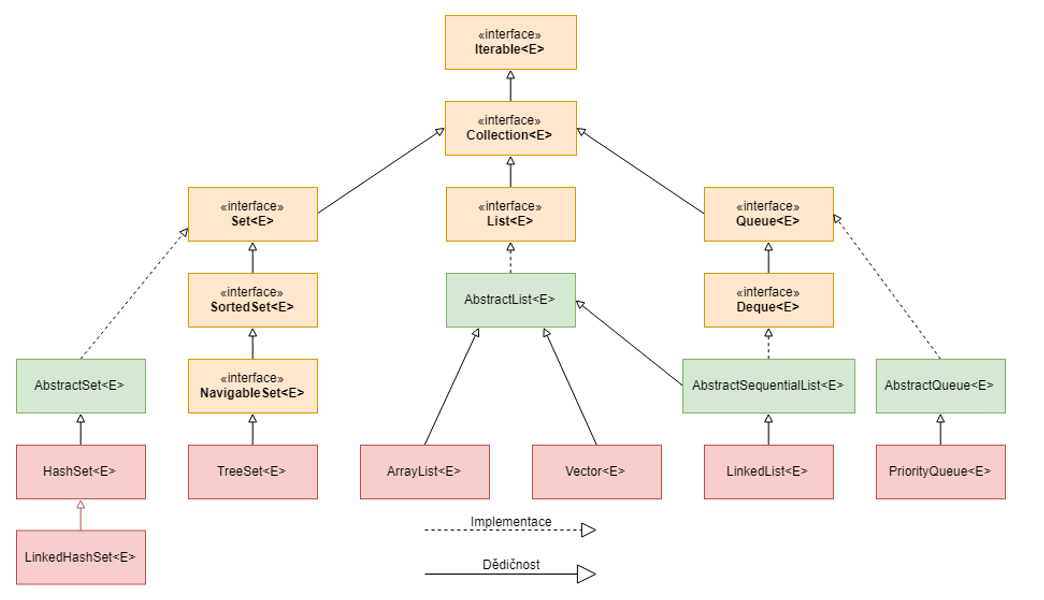 «interface»
Iterable<E>
«interface»
Collection<E>
«interface»
Set<E>
«interface»
List<E>
«interface»
Queue<E>
«interface»
SortedSet<E>
AbstractList<E>
«interface»
Deque<E>
AbstractSet<E>
«interface»
NavigableSet<E>
AbstractSequentialList<E>
AbstractQueue<E>
HashSet<E>
TreeSet<E>
ArrayList<E>
Vector<E>
LinkedList<E>
PriorityQueue<E>
Implementace
LinkedHashSet<E>
Dědičnost